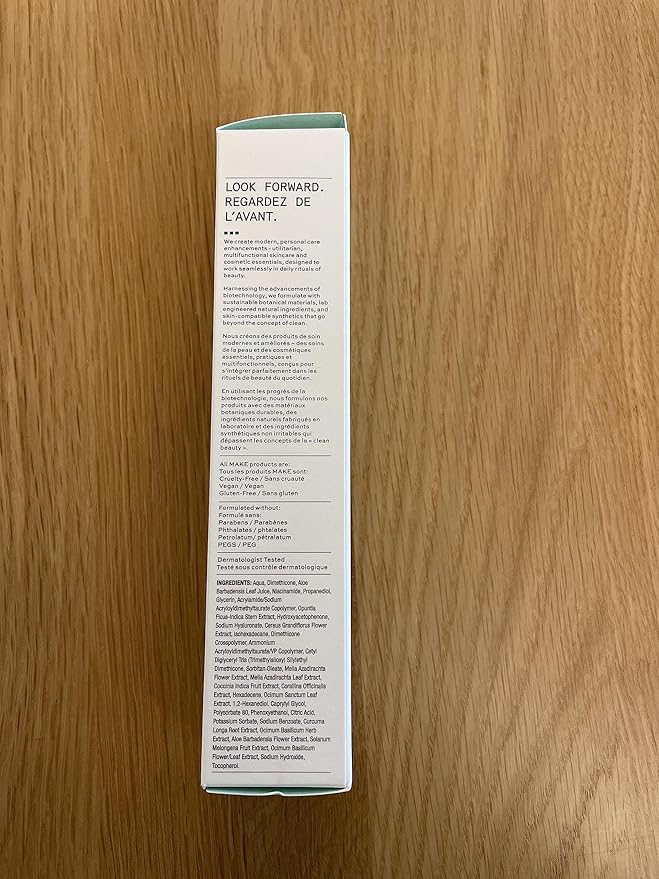 LOOK FORWARD.
REGARDEZ DE
L'AVANT.
We create modern, personal care
enhancements - utilitarian,
multifunctional skincare and
cosmetic essentials, designed to
work seamlessly in daily rituals of
beauty.
Harnessing the advancements of
biotechnology, we formulate with
sustainable botanical materials, lab
engineered natural ingredients, and
skin-compatible synthetics that go
beyond the concept of clean.
Nous créons des produits de soin
modernes et améliorés – des soins
de la peau et des cosmétiques
essentiels, pratiques et
multifonctionnels, conçus pour
s'intégrer parfaitement dans les
rituels de beauté du quotidien.
En utilisant les progrès de la
biotechnologie, nous formulons nos
produits avec des matériaux
botaniques durables, des
ingrédients naturels fabriqués en
laboratoire et des ingrédients
synthétiques non irritables qui
dépassent les concepts de la « clean
beauty ».
All MAKE products are:
Tous les produits MAKE sont:
Cruelty-Free / Sans cruauté
Vegan / Vegan
Gluten-Free / Sans gluten
Formulated without:
Formulé sans:
Parabens / Parabènes
Phthalates / phtalates
Petrolatum/ pétralatum
PEGS / PEG
Dermatologist Tested
Testé sous contrôle dermatologique
INGREDIENTS: Aqua, Dimethicone, Aloe
Barbadensis Leaf Juice, Niacinamide, Propanediol,
Glycerin, Acrylamide/Sodium
Acryloyldimethyltaurate Copolymer, Opuntia
Ficus-Indica Stem Extract, Hydroxyacetophenone,
Sodium Hyaluronate, Cereus Grandiflorus Flower
Extract, Isohexadecane, Dimethicone
Crosspolymer, Ammonium
Acryloyldimethyltaurate/VP Copolymer, Cetyl
Diglyceryl Tris (Trimethylsiloxy) Silylethyl
Dimethicone, Sorbitan-Oleate, Melia Azadirachta
Flower Extract, Melia Azadirachta Leaf Extract,
Coccinia Indica Fruit Extract, Corallina Officinalis
Extract, Hexadecene, Ocimum Sanctum Leaf
Extract, 1,2-Hexanediol, Caprylyl Glycol,
Polysorbate 80, Phenoxyethanol, Citric Acid,
Potassium Sorbate, Sodium Benzoate, Curcuma
Longa Root Extract, Ocimum Basilicum Herb
Extract, Aloe Barbadensis Flower Extract, Solanum
Melongena Fruit Extract, Ocimum Basilicum
Flower/Leaf Extract, Sodium Hydroxide,
Tocopherol.